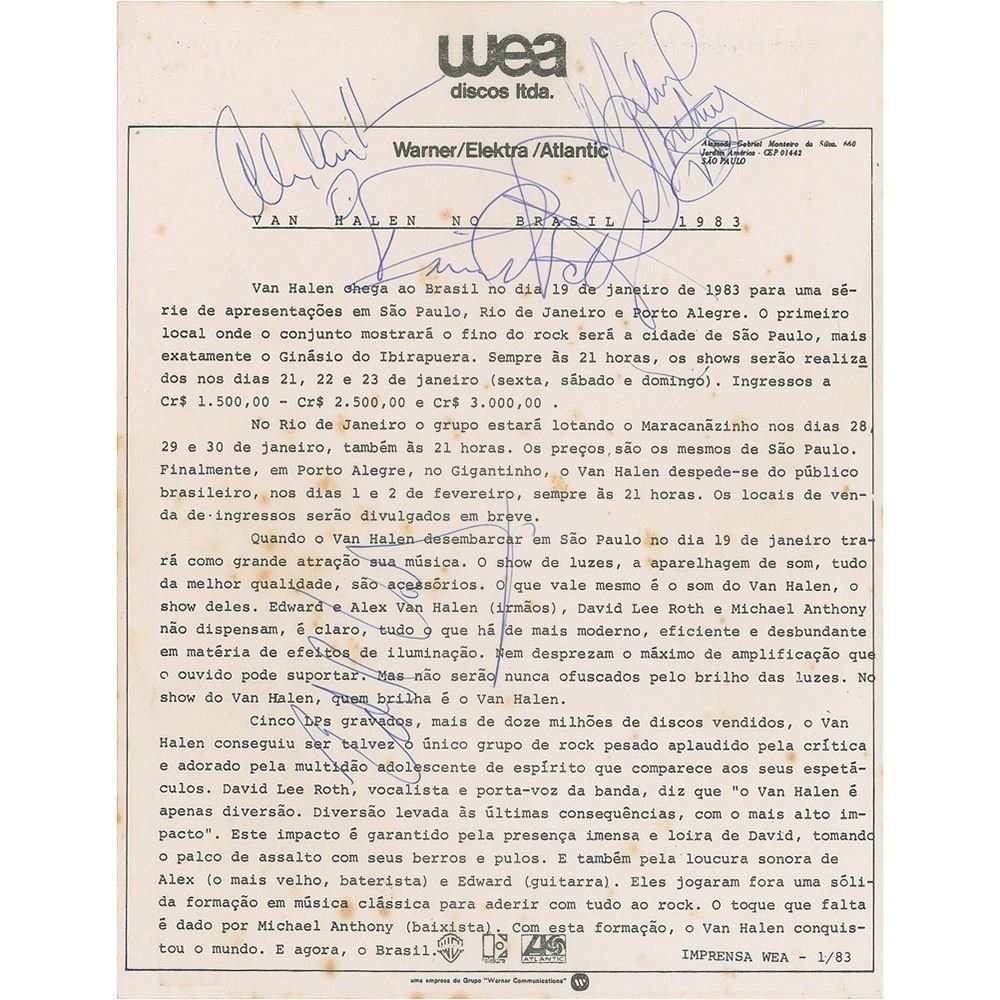 wea
discos ltda.
Warner/Elektra/Atlantic
Alameda Gabriel Monteiro da Silva, 660
Jardim América - CEP 01442
SÃO PAULO
Michael Anthony
VAN HALEN NO BRASIL - 1983
Van Halen chega ao Brasil no dia 19 de janeiro de 1983 para uma sé-
rie de apresentações em São Paulo, Rio de Janeiro e Porto Alegre. O primeiro
local onde o conjunto mostrará o fino do rock será a cidade de São Paulo, mais
exatamente o Ginásio do Ibirapuera. Sempre às 21 horas, os shows serão realiza
dos nos dias 21, 22 e 23 de janeiro (sexta, sábado e domingo). Ingressos a
Cr$ 1.500,00 - Cr$ 2.500,00 e Cr$ 3.000,00 .
No Rio de Janeiro o grupo estará lotando o Maracanãzinho nos dias 28,
29 e 30 de janeiro, também às 21 horas. Os preços são os mesmos de São Paulo.
Finalmente, em Porto Alegre, no Gigantinho, o Van Halen despede-se do público
brasileiro, nos dias 1 e 2 de fevereiro, sempre às 21 horas. Os locais de ven-
da de ingressos serão divulgados em breve.
Quando o Van Halen desembarcar em São Paulo no dia 19 de janeiro tra-
rá como grande atração sua música. O show de luzes, a aparelhagem de som, tudo
da melhor qualidade, são acessórios. O que vale mesmo é o som do Van Halen, o
show deles. Edward e Alex Van Halen (irmãos), David Lee Roth e Michael Anthony
não dispensam, é claro, tudo o que há de mais moderno, eficiente e desbundante
em matéria de efeitos de iluminação. Nem desprezam o máximo de amplificação que
o ouvido pode suportar. Mas não serão nunca ofuscados pelo brilho das luzes. No
show do Van Halen, quem brilha é o Van Halen.
Cinco LPs gravados, mais de doze milhões de discos vendidos, o Van
Halen conseguiu ser talvez o único grupo de rock pesado aplaudido pela crítica
e adorado pela multidão adolescente de espírito que comparece aos seus espetá-
culos. David Lee Roth, vocalista e porta-voz da banda, diz que "o Van Halen é
apenas diversão. Diversão levada às últimas consequências, com o mais alto im-
pacto". Este impacto é garantido pela presença imensa e loira de David, tomando
o palco de assalto com seus berros e pulos. E também pela loucura sonora de
Alex (o mais velho, baterista) e Edward (guitarra). Eles jogaram fora uma sóli-
da formação em música clássica para aderir com tudo ao rock. O toque que falta
é dado por Michael Anthony (baixista). Com esta formação, o Van Halen conquis-
tou o mundo. E agora, o Brasil.
elektra
ATLANTIC
IMPRENSA WEA - 1/83
uma empresa do Grupo "Warner Communications"